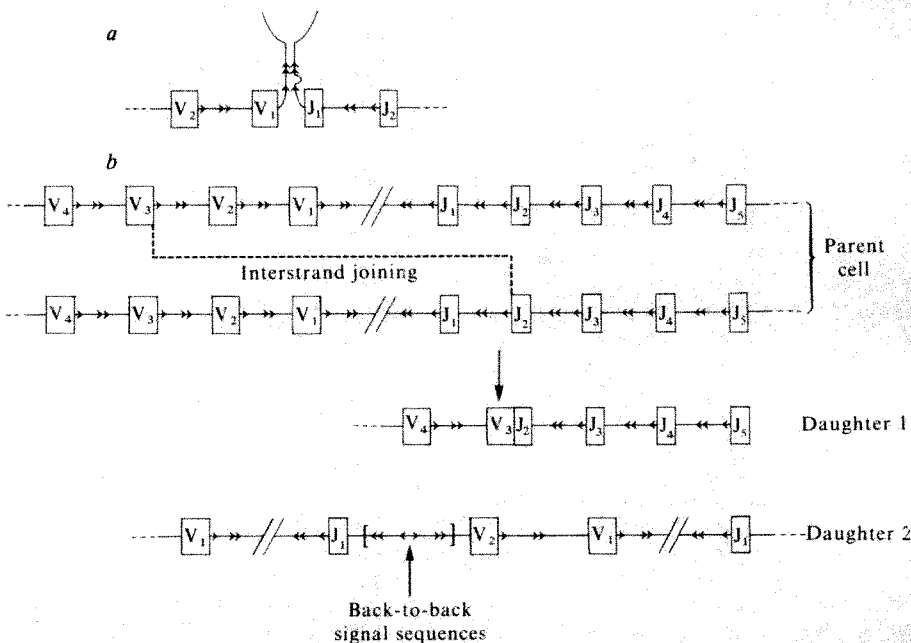 a
V₂ V₁ J₁ J₂
b
V₄ V₃ V₂ V₁ J₁ J₂ J₃ J₄ J₅
Parent
cell
Interstrand joining
V₄ V₃ V₂ V₁ J₁ J₂ J₃ J₄ J₅
V₄ V₃ J₂ J₃ J₄ J₅ Daughter 1
V₁ J₁ V₂ V₁ J₁ Daughter 2
Back-to-back
signal sequences